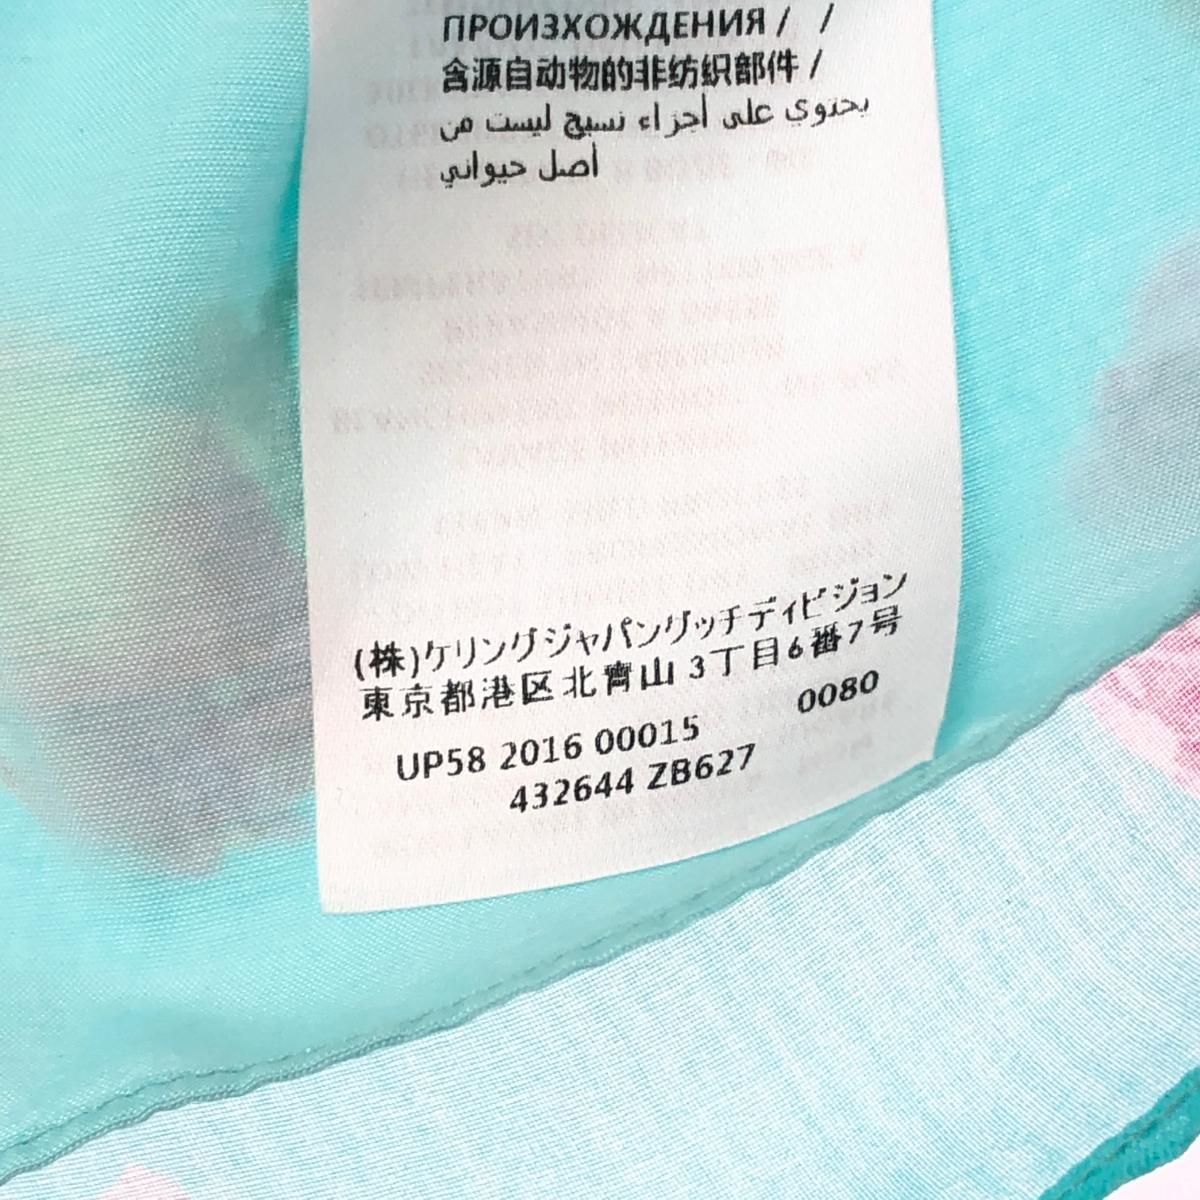 ПРОИЗХОЖДЕНИЯ / /
含源自动物的非纺织部件 /
يحتوي على أجزاء نسيج ليست من
أصل حيواني
(株)ケリングジャパングッチディビジョン
東京都港区北青山 3丁目6番7号
UP58 2016 00015 0080
432644 ZB627